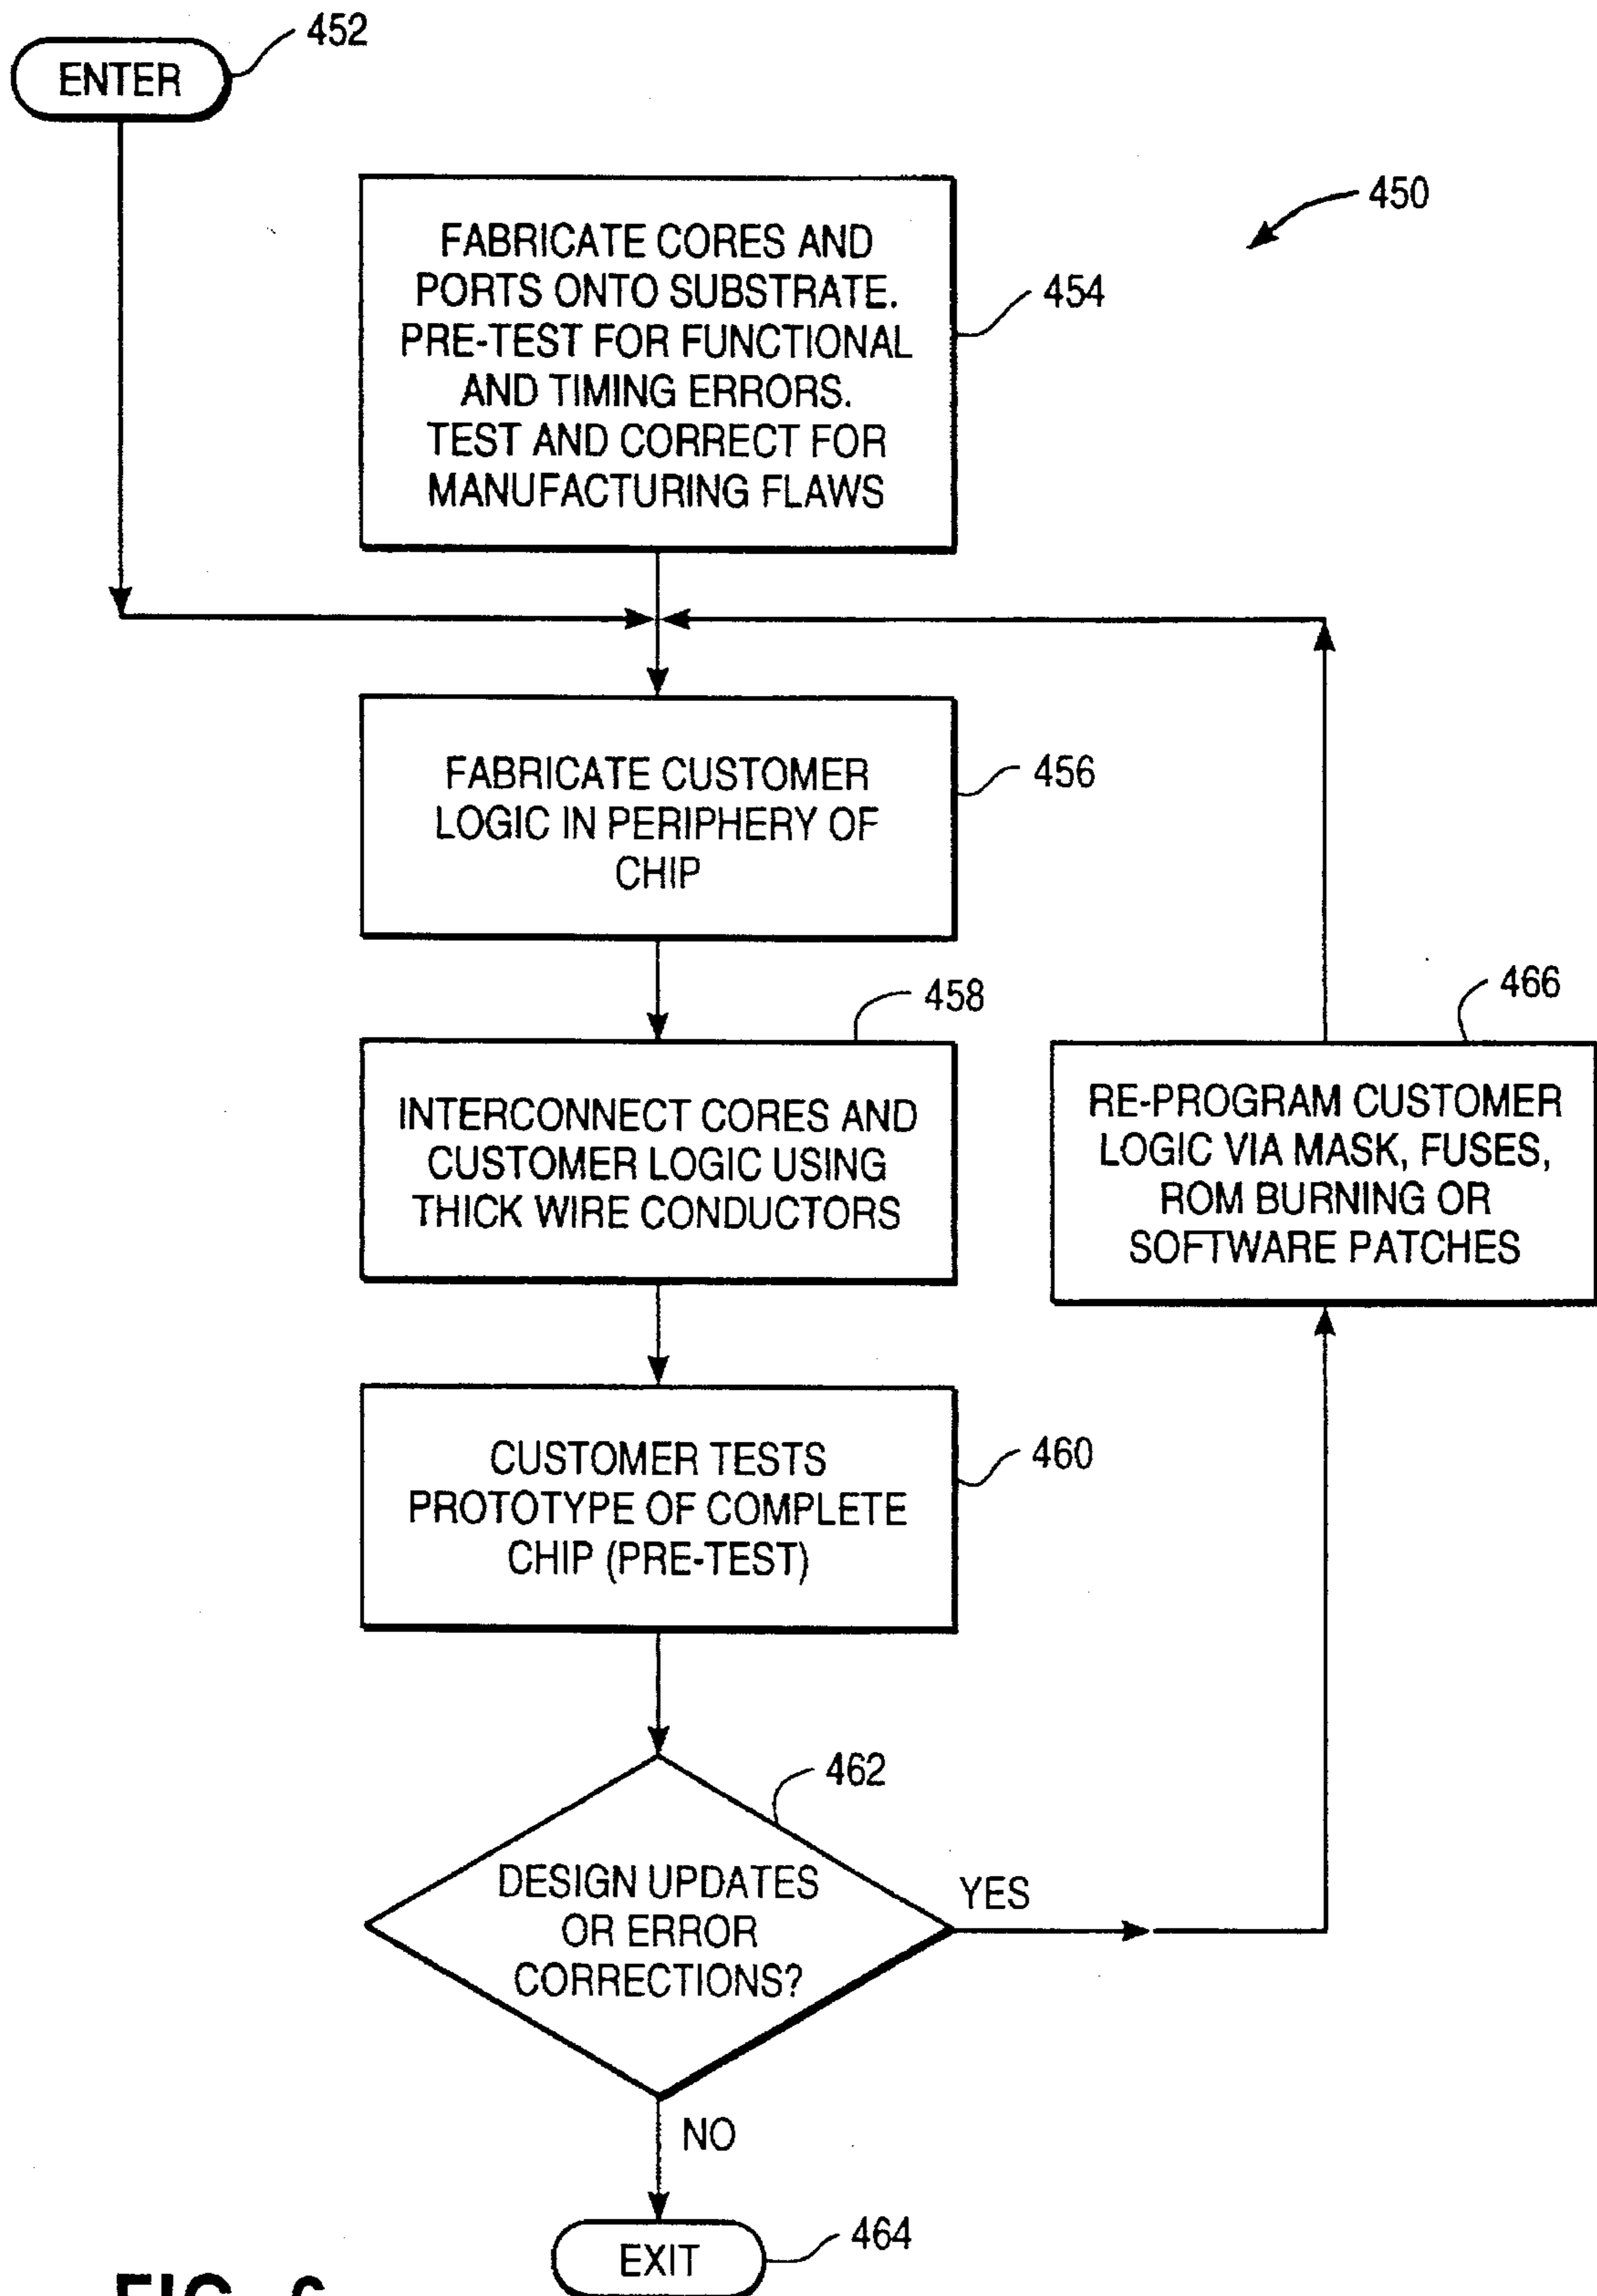 452
ENTER
450
FABRICATE CORES AND
PORTS ONTO SUBSTRATE.
PRE-TEST FOR FUNCTIONAL
AND TIMING ERRORS.
TEST AND CORRECT FOR
MANUFACTURING FLAWS
454
FABRICATE CUSTOMER
LOGIC IN PERIPHERY OF
CHIP
456
458
INTERCONNECT CORES AND
CUSTOMER LOGIC USING
THICK WIRE CONDUCTORS
466
RE-PROGRAM CUSTOMER
LOGIC VIA MASK, FUSES,
ROM BURNING OR
SOFTWARE PATCHES
CUSTOMER TESTS
PROTOTYPE OF COMPLETE
CHIP (PRE-TEST)
460
462
DESIGN UPDATES
OR ERROR
CORRECTIONS?
YES
NO
EXIT
464
FIG. 6